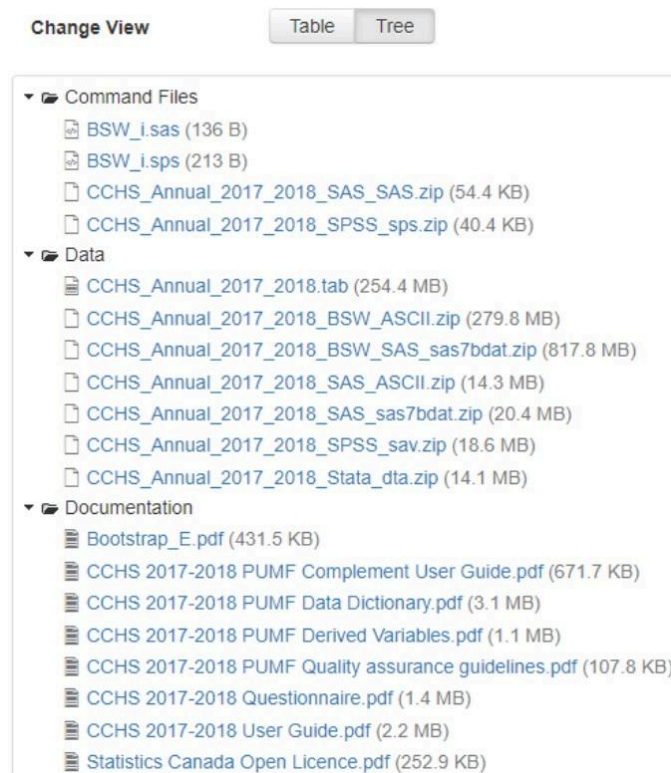 Change View Table Tree
Command Files
BSW_i.sas (136 B)
BSW_i.sps (213 B)
CCHS_Annual_2017_2018_SAS_SAS.zip (54.4 KB)
CCHS_Annual_2017_2018_SPSS_sps.zip (40.4 KB)
Data
CCHS_Annual_2017_2018.tab (254.4 MB)
CCHS_Annual_2017_2018_BSW_ASCII.zip (279.8 MB)
CCHS_Annual_2017_2018_BSW_SAS_sas7bdat.zip (817.8 MB)
CCHS_Annual_2017_2018_SAS_ASCII.zip (14.3 MB)
CCHS_Annual_2017_2018_SAS_sas7bdat.zip (20.4 MB)
CCHS_Annual_2017_2018_SPSS_sav.zip (18.6 MB)
CCHS_Annual_2017_2018_Stata_dta.zip (14.1 MB)
Documentation
Bootstrap_E.pdf (431.5 KB)
CCHS 2017-2018 PUMF Complement User Guide.pdf (671.7 KB)
CCHS 2017-2018 PUMF Data Dictionary.pdf (3.1 MB)
CCHS 2017-2018 PUMF Derived Variables.pdf (1.1 MB)
CCHS 2017-2018 PUMF Quality assurance guidelines.pdf (107.8 KB)
CCHS 2017-2018 Questionnaire.pdf (1.4 MB)
CCHS 2017-2018 User Guide.pdf (2.2 MB)
Statistics Canada Open Licence.pdf (252.9 KB)